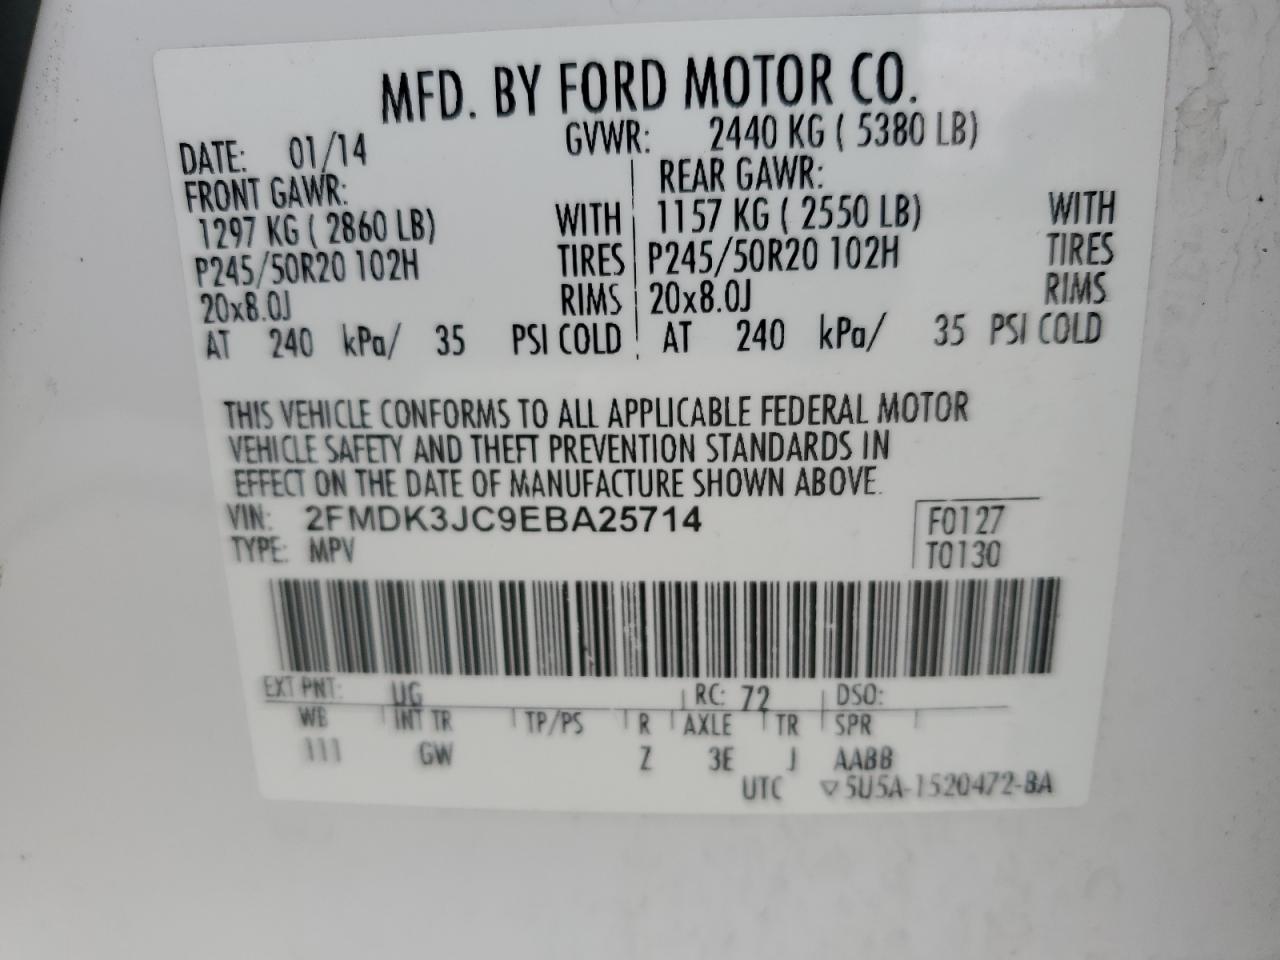 MFD. BY FORD MOTOR CO.
DATE: 01/14 GVWR: 2440 KG ( 5380 LB)
FRONT GAWR: REAR GAWR:
1297 KG ( 2860 LB) WITH 1157 KG ( 2550 LB) WITH
P245/50R20 102H TIRES P245/50R20 102H TIRES
20x8.0J RIMS 20x8.0J RIMS
AT 240 kPa/ 35 PSI COLD AT 240 kPa/ 35 PSI COLD
THIS VEHICLE CONFORMS TO ALL APPLICABLE FEDERAL MOTOR
VEHICLE SAFETY AND THEFT PREVENTION STANDARDS IN
EFFECT ON THE DATE OF MANUFACTURE SHOWN ABOVE.
VIN: 2FMDK3JC9EBA25714 F0127
TYPE: MPV T0130
EXT PNT: UG RC: 72 DSO:
WB INT TR TP/PS R AXLE TR SPR
111 GW Z 3E J AABB
UTC ▽5U5A-1520472-BA